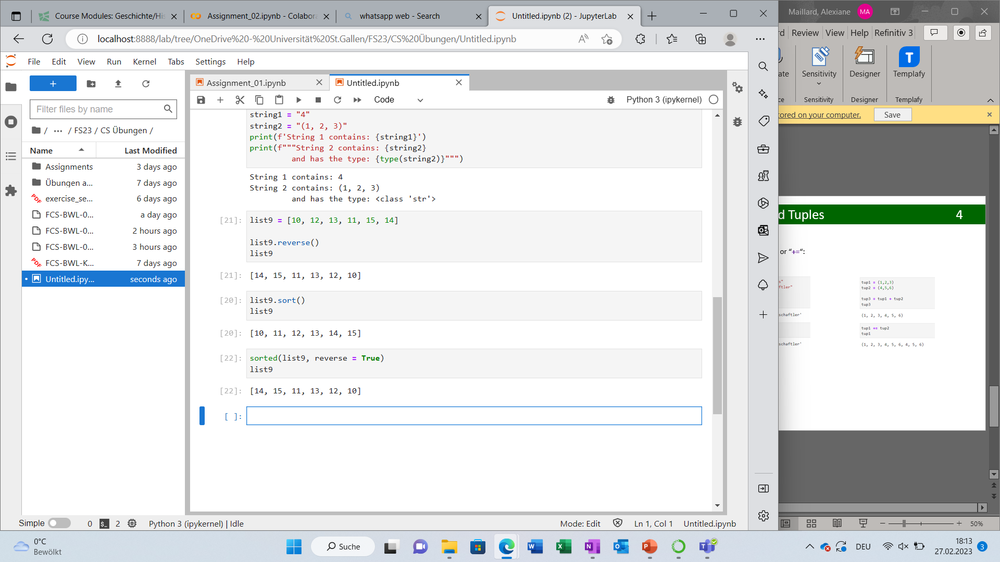 Course Modules: Geschichte/His
Assignment_02.ipynb - Colabora
whatsapp web - Search
Untitled.ipynb (2) - JupyterLab
Maillard, Alexiane
MA
localhost:8888/lab/tree/OneDrive%20-%20Universität%20St.Gallen/FS23/CS%20Übungen/Untitled.ipynb
rd Review View Help Refinitiv 3
File Edit View Run Kernel Tabs Settings Help
ate
Sensitivity
Designer
Templafy
ce
Sensitivity
Designer
Templafy
ored on your computer.
Save
Assignment_01.ipynb
Untitled.ipynb
Code
Python 3 (ipykernel)
Filter files by name
/ ··· / FS23 / CS Übungen /
Name Last Modified
Assignments 3 days ago
Übungen a... 7 days ago
exercise_se... 6 days ago
FCS-BWL-0... a day ago
FCS-BWL-0... 2 hours ago
FCS-BWL-0... 3 hours ago
FCS-BWL-K... 7 days ago
Untitled.ipy... seconds ago
string1 = "4"
string2 = "(1, 2, 3)"
print(f'String 1 contains: {string1}')
print(f"""String 2 contains: {string2}
and has the type: {type(string2)}""")
String 1 contains: 4
String 2 contains: (1, 2, 3)
and has the type: <class 'str'>
[21]: list9 = [10, 12, 13, 11, 15, 14]
list9.reverse()
list9
[21]: [14, 15, 11, 13, 12, 10]
[20]: list9.sort()
list9
[20]: [10, 11, 12, 13, 14, 15]
[22]: sorted(list9, reverse = True)
list9
[22]: [14, 15, 11, 13, 12, 10]
[ ]:
d Tuples 4
or “+=“:
s"
ftler"
schaftler'
schaftler'
tup1 = (1,2,3)
tup2 = (4,5,6)
tup3 = tup1 + tup2
tup3
(1, 2, 3, 4, 5, 6)
tup1 += tup2
tup1
(1, 2, 3, 4, 5, 6, 4, 5, 6)
Simple 0 $_ 2 Python 3 (ipykernel) | Idle
Mode: Edit Ln 1, Col 1 Untitled.ipynb
50%
0°C
Bewölkt
Suche
DEU
18:13
27.02.2023
3